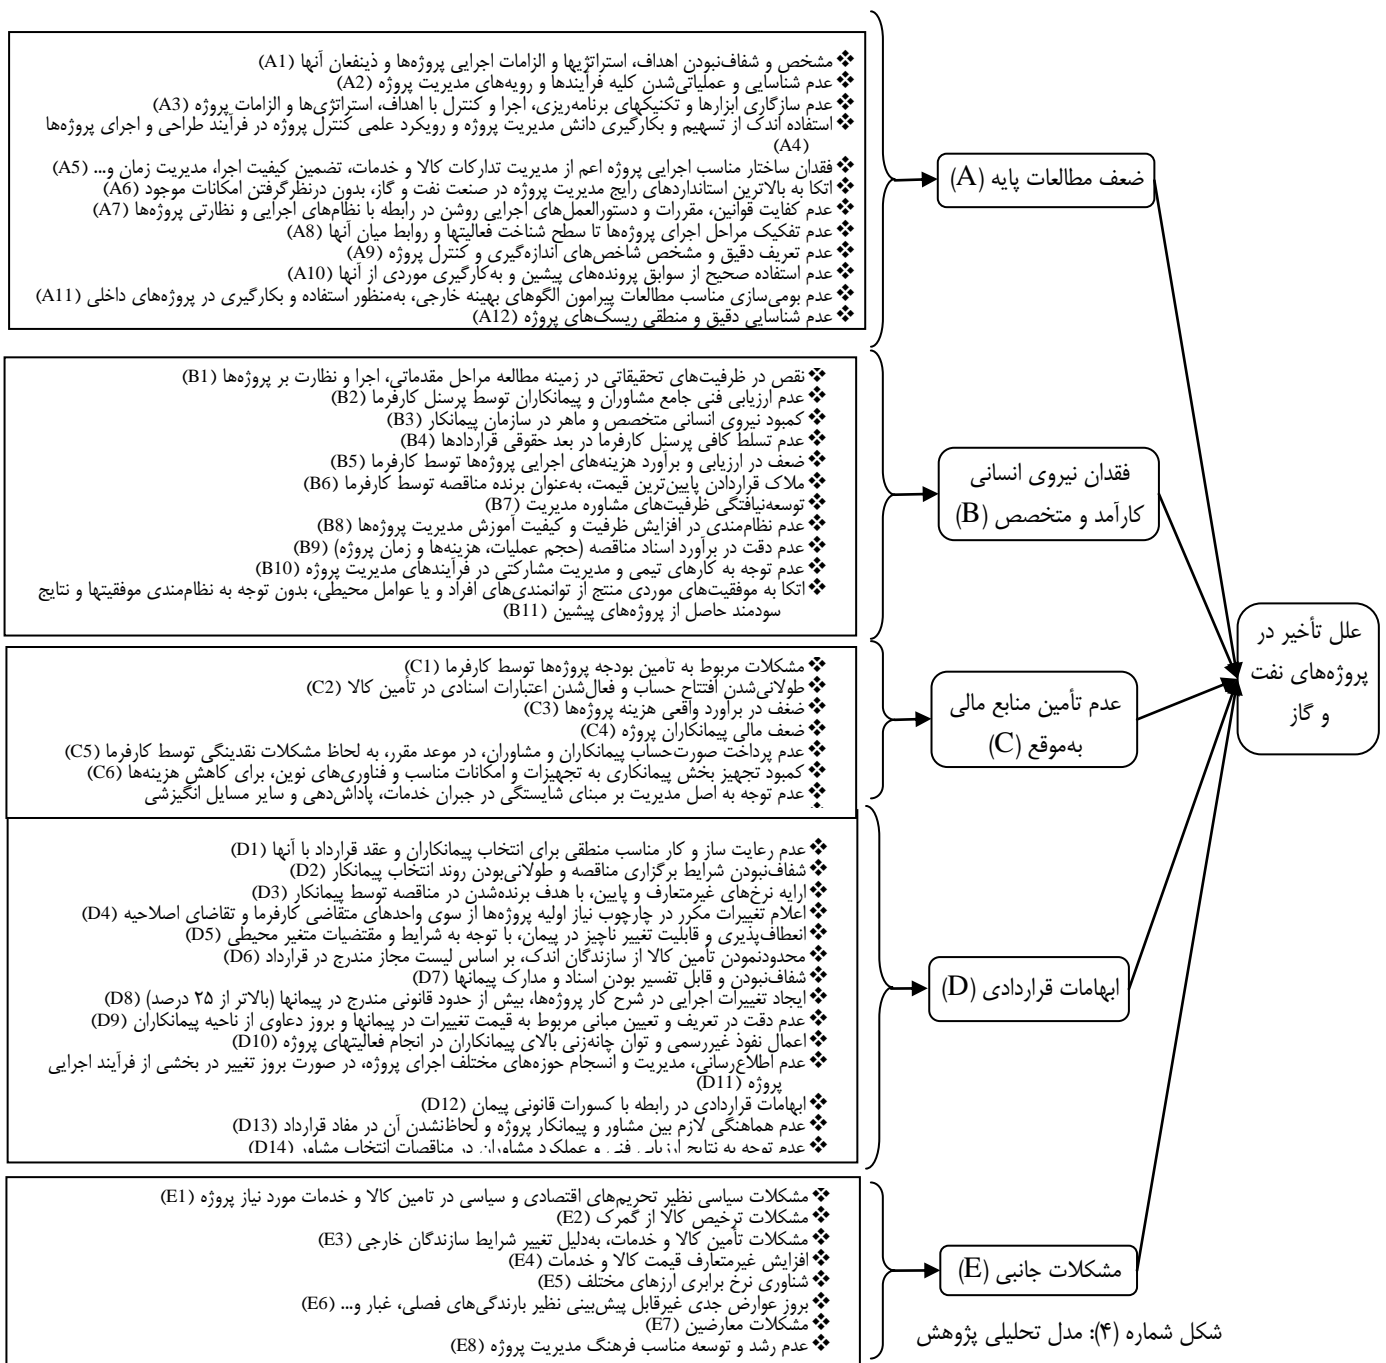 ❖ مشخص و شفاف‌نبودن اهداف، استراتژیها و الزامات اجرایی پروژه‌ها و ذینفعان آنها (A1)
❖ عدم شناسایی و عملیاتی‌شدن کلیه فرآیندها و رویه‌های مدیریت پروژه (A2)
❖ عدم سازگاری ابزارها و تکنیکهای برنامه‌ریزی، اجرا و کنترل با اهداف، استراتژی‌ها و الزامات پروژه (A3)
❖ استفاده اندک از تسهیم و بکارگیری دانش مدیریت پروژه و رویکرد علمی کنترل پروژه در فرآیند طراحی و اجرای پروژه‌ها
(A4)
❖ فقدان ساختار مناسب اجرایی پروژه اعم از مدیریت تدارکات کالا و خدمات، تضمین کیفیت اجرا، مدیریت زمان و... (A5)
❖ اتکا به بالاترین استانداردهای رایج مدیریت پروژه در صنعت نفت و گاز، بدون درنظرگرفتن امکانات موجود (A6)
❖ عدم کفایت قوانین، مقررات و دستورالعمل‌های اجرایی روشن در رابطه با نظام‌های اجرایی و نظارتی پروژه‌ها (A7)
❖ عدم تفکیک مراحل اجرای پروژه‌ها تا سطح شناخت فعالیتها و روابط میان آنها (A8)
❖ عدم تعریف دقیق و مشخص شاخص‌های اندازه‌گیری و کنترل پروژه (A9)
❖ عدم استفاده صحیح از سوابق پرونده‌های پیشین و به‌کارگیری موردی از آنها (A10)
❖ عدم بومی‌سازی مناسب مطالعات پیرامون الگوهای بهینه خارجی، به‌منظور استفاده و بکارگیری در پروژه‌های داخلی (A11)
❖ عدم شناسایی دقیق و منطقی ریسک‌های پروژه (A12)
ضعف مطالعات پایه (A)
❖ نقص در ظرفیت‌های تحقیقاتی در زمینه مطالعه مراحل مقدماتی، اجرا و نظارت بر پروژه‌ها (B1)
❖ عدم ارزیابی فنی جامع مشاوران و پیمانکاران توسط پرسنل کارفرما (B2)
❖ کمبود نیروی انسانی متخصص و ماهر در سازمان پیمانکار (B3)
❖ عدم تسلط کافی پرسنل کارفرما در بعد حقوقی قراردادها (B4)
❖ ضعف در ارزیابی و برآورد هزینه‌های اجرایی پروژه‌ها توسط کارفرما (B5)
❖ ملاک قراردادن پایین‌ترین قیمت، به‌عنوان برنده مناقصه توسط کارفرما (B6)
❖ توسعه‌نیافتگی ظرفیت‌های مشاوره مدیریت (B7)
❖ عدم نظام‌مندی در افزایش ظرفیت و کیفیت آموزش مدیریت پروژه‌ها (B8)
❖ عدم دقت در برآورد اسناد مناقصه (حجم عملیات، هزینه‌ها و زمان پروژه) (B9)
❖ عدم توجه به کارهای تیمی و مدیریت مشارکتی در فرآیندهای مدیریت پروژه (B10)
❖ اتکا به موفقیت‌های موردی منتج از توانمندی‌های افراد و یا عوامل محیطی، بدون توجه به نظام‌مندی موفقیتها و نتایج
سودمند حاصل از پروژه‌های پیشین (B11)
فقدان نیروی انسانی
کارآمد و متخصص (B)
❖ مشکلات مربوط به تامین بودجه پروژه‌ها توسط کارفرما (C1)
❖ طولانی‌شدن افتتاح حساب و فعال‌شدن اعتبارات اسنادی در تأمین کالا (C2)
❖ ضعف در برآورد واقعی هزینه پروژه‌ها (C3)
❖ ضعف مالی پیمانکاران پروژه (C4)
❖ عدم پرداخت صورت‌حساب پیمانکاران و مشاوران، در موعد مقرر، به لحاظ مشکلات نقدینگی توسط کارفرما (C5)
❖ کمبود تجهیز بخش پیمانکاری به تجهیزات و امکانات مناسب و فناوری‌های نوین، برای کاهش هزینه‌ها (C6)
❖ عدم توجه به اصل مدیریت بر مبنای شایستگی در جبران خدمات، پاداش‌دهی و سایر مسایل انگیزشی
عدم تأمین منابع مالی
به‌موقع (C)
علل تأخیر در
پروژه‌های نفت
و گاز
❖ عدم رعایت ساز و کار مناسب منطقی برای انتخاب پیمانکاران و عقد قرارداد با آنها (D1)
❖ شفاف‌نبودن شرایط برگزاری مناقصه و طولانی‌بودن روند انتخاب پیمانکار (D2)
❖ ارایه نرخ‌های غیرمتعارف و پایین، با هدف برنده‌شدن در مناقصه توسط پیمانکار (D3)
❖ اعلام تغییرات مکرر در چارچوب نیاز اولیه پروژه‌ها از سوی واحدهای متقاضی کارفرما و تقاضای اصلاحیه (D4)
❖ انعطاف‌پذیری و قابلیت تغییر ناچیز در پیمان، با توجه به شرایط و مقتضیات متغیر محیطی (D5)
❖ محدودنمودن تأمین کالا از سازندگان اندک، بر اساس لیست مجاز مندرج در قرارداد (D6)
❖ شفاف‌نبودن و قابل تفسیر بودن اسناد و مدارک پیمانها (D7)
❖ ایجاد تغییرات اجرایی در شرح کار پروژه‌ها، بیش از حدود قانونی مندرج در پیمانها (بالاتر از ۲۵ درصد) (D8)
❖ عدم دقت در تعریف و تعیین مبانی مربوط به قیمت تغییرات در پیمانها و بروز دعاوی از ناحیه پیمانکاران (D9)
❖ اعمال نفوذ غیررسمی و توان چانه‌زنی بالای پیمانکاران در انجام فعالیتهای پروژه (D10)
❖ عدم اطلاع‌رسانی، مدیریت و انسجام حوزه‌های مختلف اجرای پروژه، در صورت بروز تغییر در بخشی از فرآیند اجرایی
پروژه (D11)
❖ ابهامات قراردادی در رابطه با کسورات قانونی پیمان (D12)
❖ عدم هماهنگی لازم بین مشاور و پیمانکار پروژه و لحاظ‌نشدن آن در مفاد قرارداد (D13)
❖ عدم توجه به نتایج ارزیابی فنی و عملکرد مشاوران در مناقصات انتخاب مشاور (D14)
ابهامات قراردادی (D)
❖ مشکلات سیاسی نظیر تحریم‌های اقتصادی و سیاسی در تامین کالا و خدمات مورد نیاز پروژه (E1)
❖ مشکلات ترخیص کالا از گمرک (E2)
❖ مشکلات تأمین کالا و خدمات، به‌دلیل تغییر شرایط سازندگان خارجی (E3)
❖ افزایش غیرمتعارف قیمت کالا و خدمات (E4)
❖ شناوری نرخ برابری ارزهای مختلف (E5)
❖ بروز عوارض جدی غیرقابل پیش‌بینی نظیر بارندگی‌های فصلی، غبار و... (E6)
❖ مشکلات معارضین (E7)
❖ عدم رشد و توسعه مناسب فرهنگ مدیریت پروژه (E8)
مشکلات جانبی (E)
شکل شماره (۴): مدل تحلیلی پژوهش